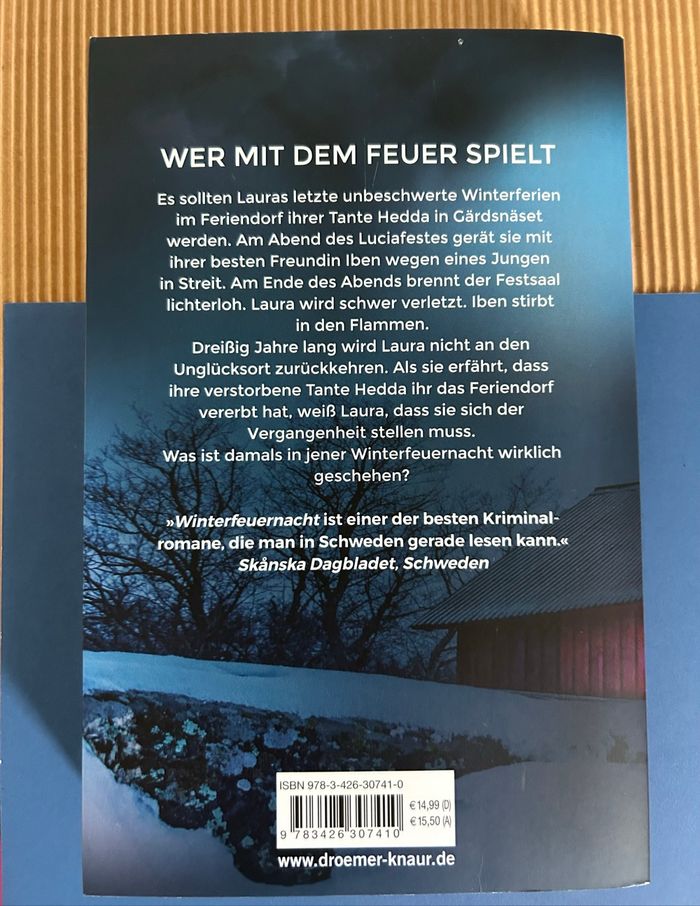 WER MIT DEM FEUER SPIELT
Es sollten Lauras letzte unbeschwerte Winterferien
im Feriendorf ihrer Tante Hedda in Gärdsnäset
werden. Am Abend des Luciafestes gerät sie mit
ihrer besten Freundin Iben wegen eines Jungen
in Streit. Am Ende des Abends brennt der Festsaal
lichterloh. Laura wird schwer verletzt. Iben stirbt
in den Flammen.
Dreißig Jahre lang wird Laura nicht an den
Unglücksort zurückkehren. Als sie erfährt, dass
ihre verstorbene Tante Hedda ihr das Feriendorf
vererbt hat, weiß Laura, dass sie sich der
Vergangenheit stellen muss.
Was ist damals in jener Winterfeuernacht wirklich
geschehen?
»Winterfeuernacht ist einer der besten Kriminal-
romane, die man in Schweden gerade lesen kann.«
Skånska Dagbladet, Schweden
ISBN 978-3-426-30741-0
€ 14,99 (D)
€ 15,50 (A)
9 783426 307410
www.droemer-knaur.de